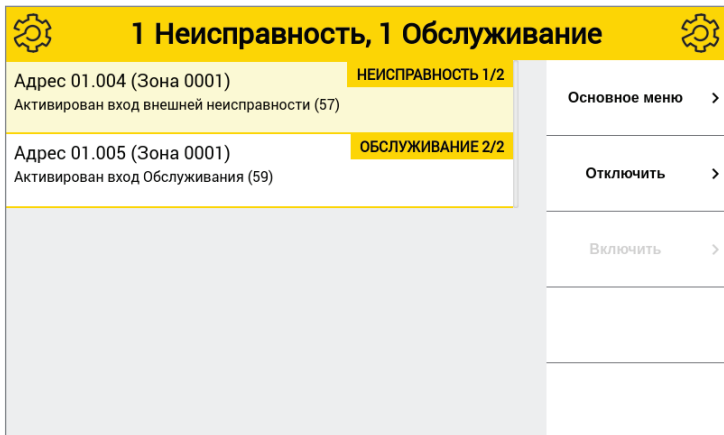 1 Неисправность, 1 Обслуживание
НЕИСПРАВНОСТЬ 1/2
Адрес 01.004 (Зона 0001)
Активирован вход внешней неисправности (57)
ОБСЛУЖИВАНИЕ 2/2
Адрес 01.005 (Зона 0001)
Активирован вход Обслуживания (59)
Основное меню
Отключить
Включить